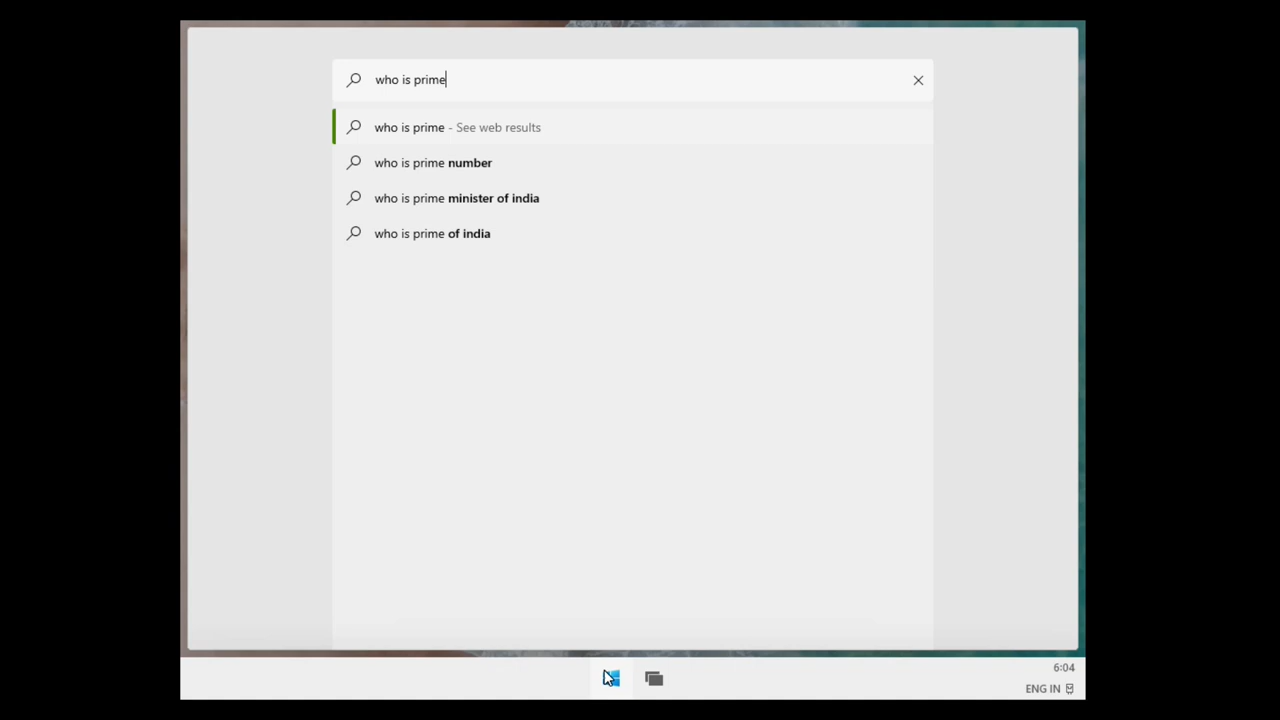 who is prime
who is prime - See web results
who is prime number
who is prime minister of india
who is prime of india
6:04
ENG IN